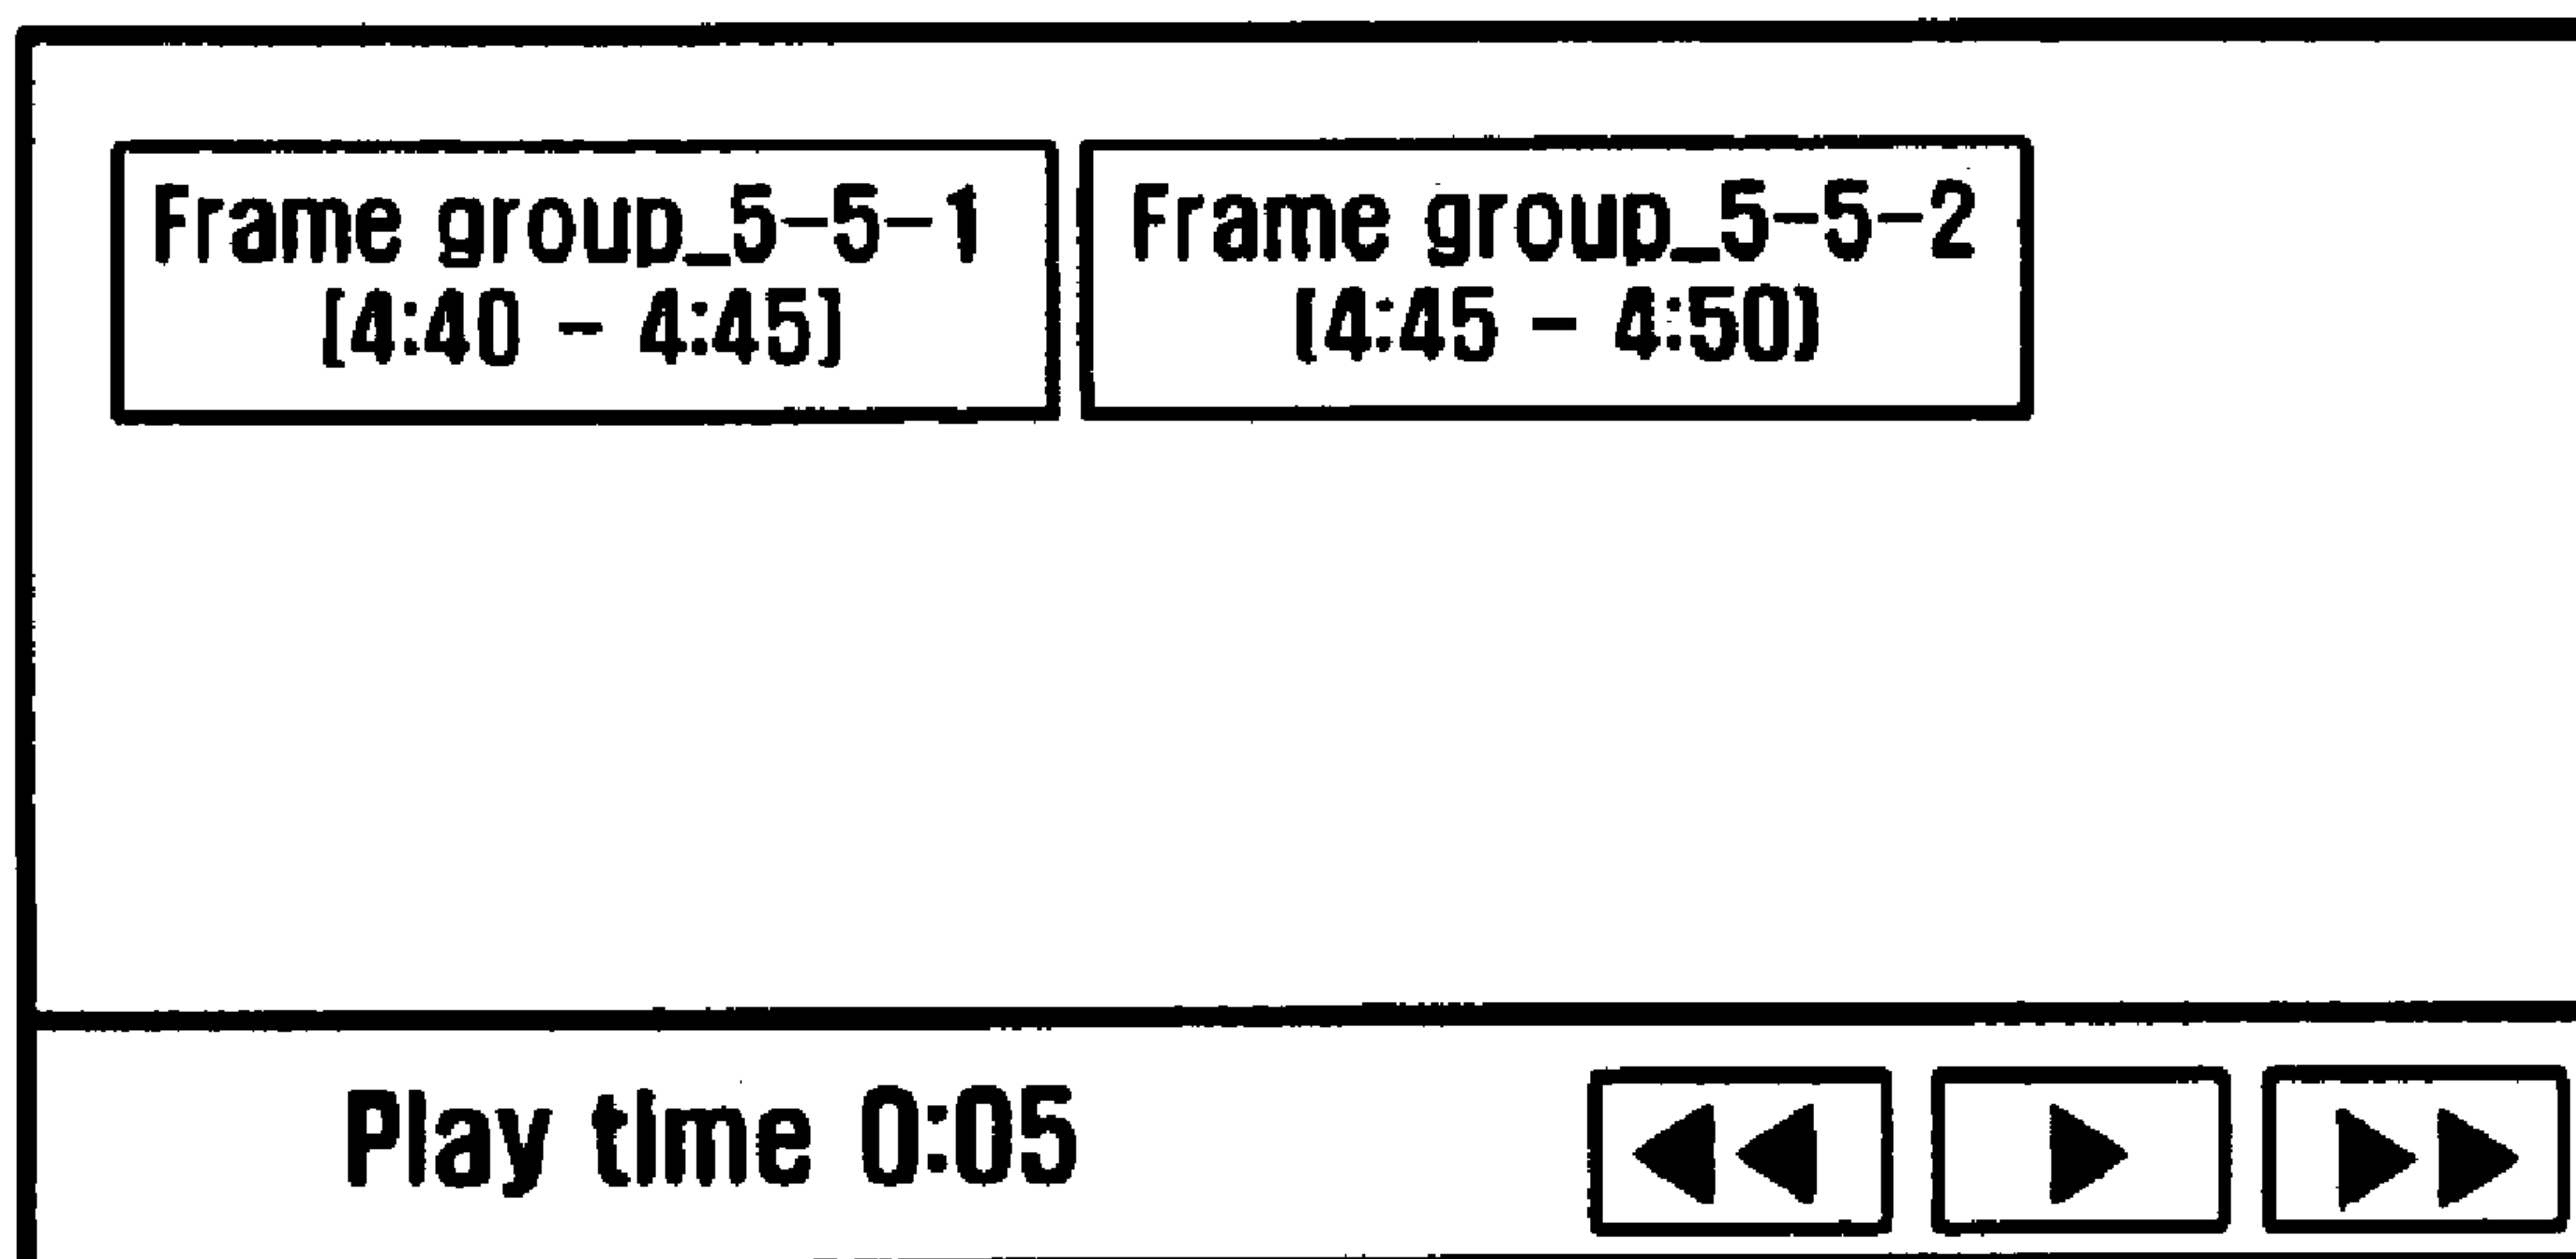 Frame group_5-5-1
[4:40 - 4:45]
Frame group_5-5-2
[4:45 - 4:50]
Play time 0:05